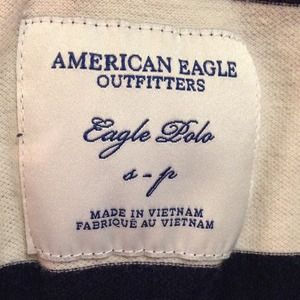 AMERICAN EAGLE
OUTFITTERS
Eagle Polo
s - p
MADE IN VIETNAM
FABRIQUÉ AU VIETNAM